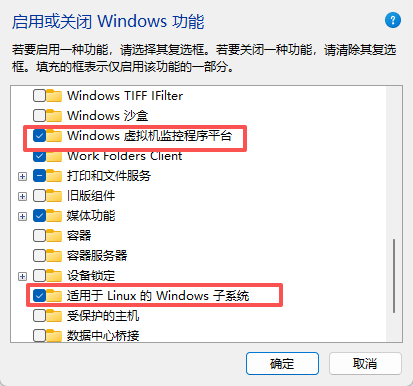 启用或关闭 Windows 功能
若要启用一种功能，请选择其复选框。若要关闭一种功能，请清除其复选
框。填充的框表示仅启用该功能的一部分。
Windows TIFF IFilter
Windows 沙盒
Windows 虚拟机监控程序平台
Work Folders Client
打印和文件服务
旧版组件
媒体功能
容器
容器服务器
设备锁定
适用于 Linux 的 Windows 子系统
受保护的主机
数据中心桥接
确定
取消